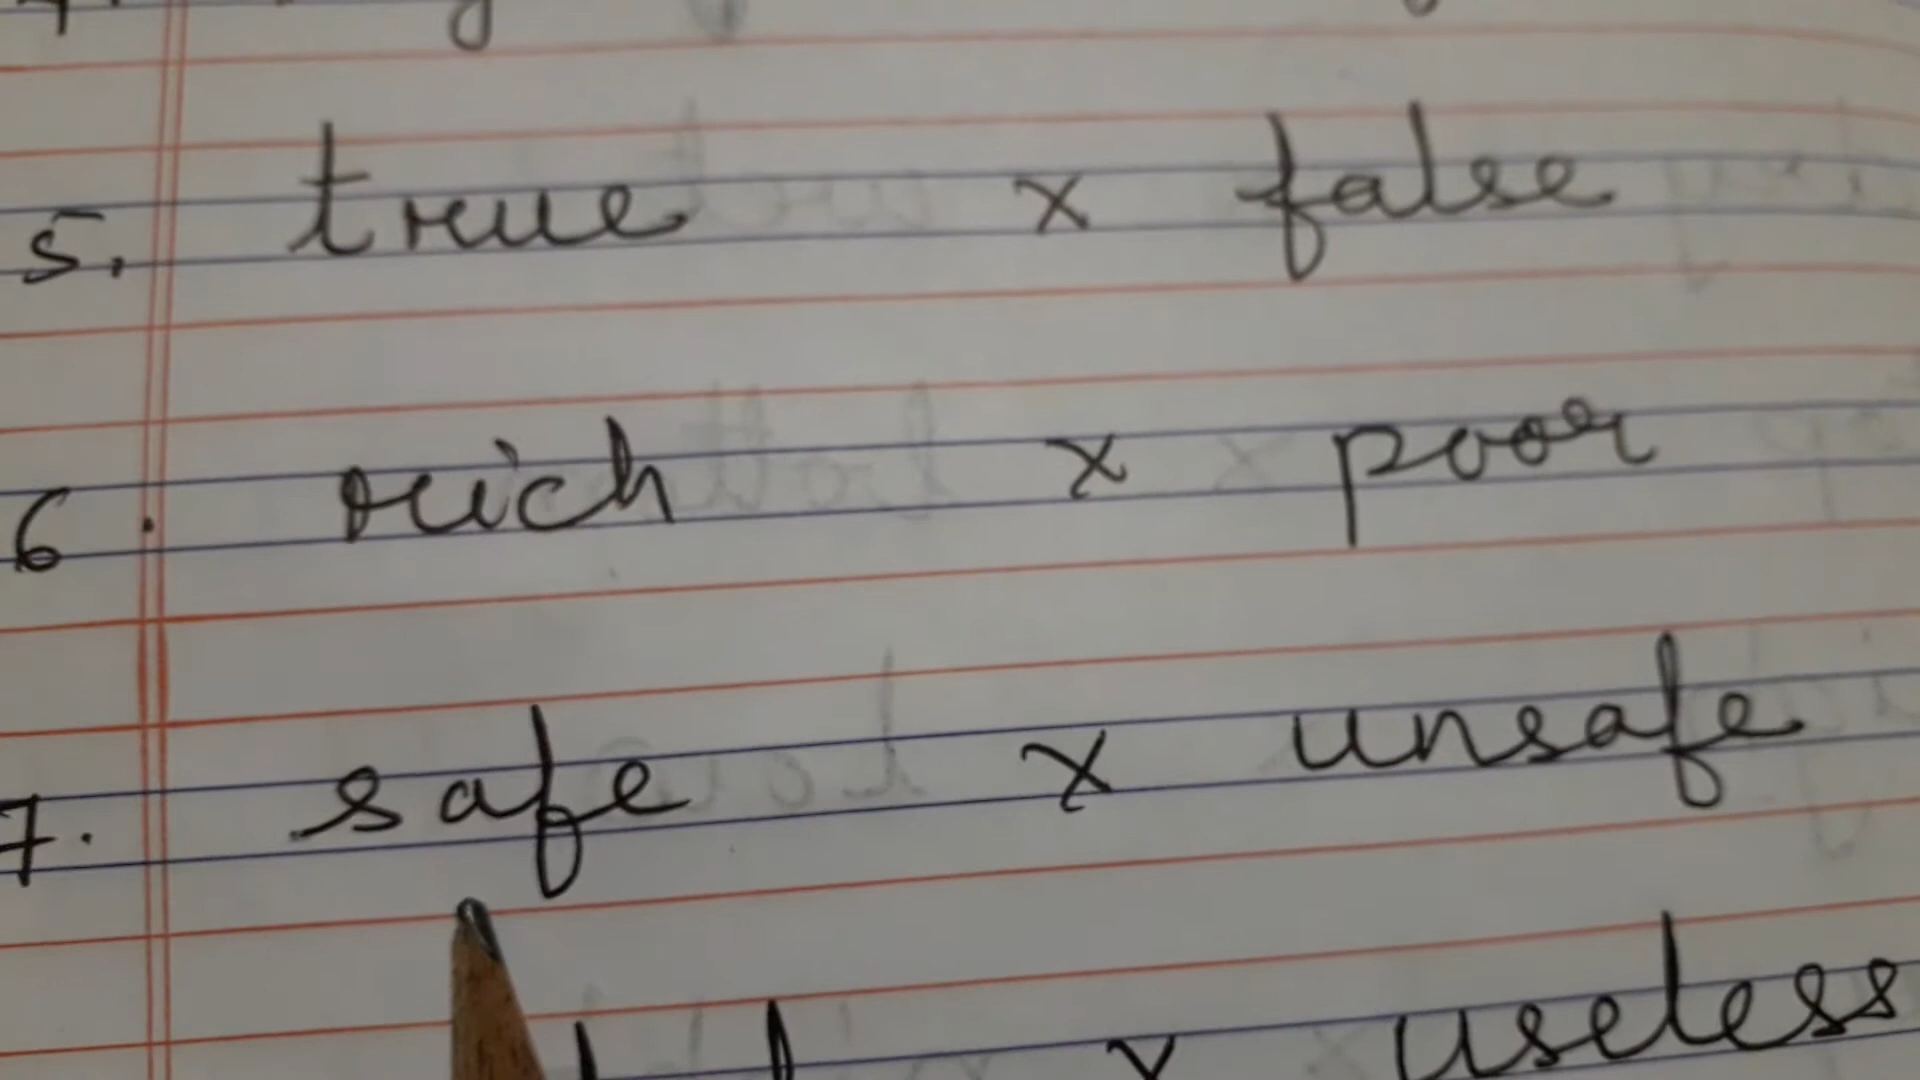 5. true x false
6. rich x poor
7. safe x unsafe
x useless